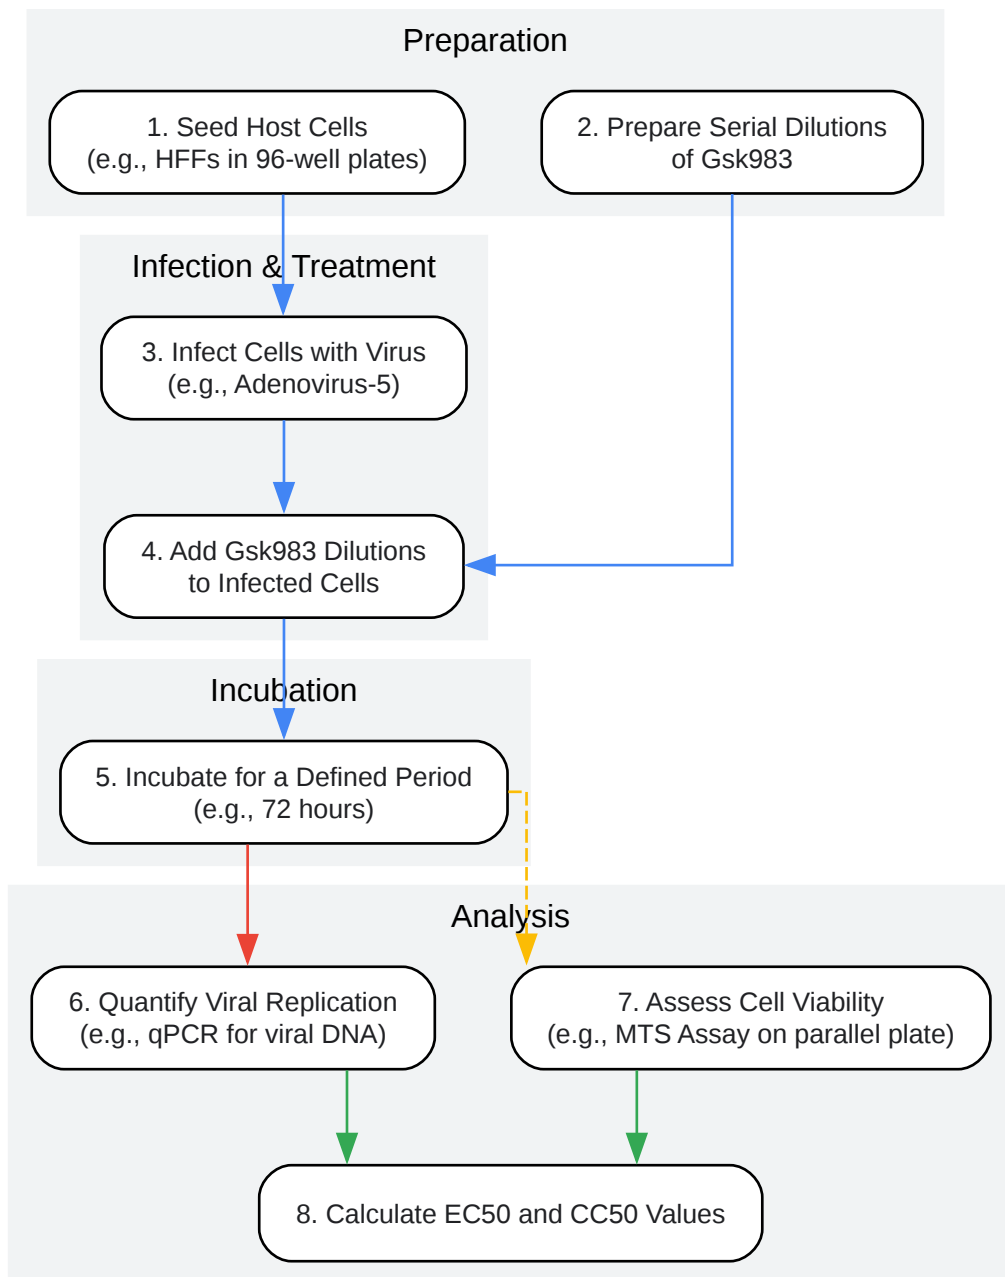 Preparation
1. Seed Host Cells
(e.g., HFFs in 96-well plates)
2. Prepare Serial Dilutions
of Gsk983
Infection & Treatment
3. Infect Cells with Virus
(e.g., Adenovirus-5)
4. Add Gsk983 Dilutions
to Infected Cells
Incubation
5. Incubate for a Defined Period
(e.g., 72 hours)
Analysis
6. Quantify Viral Replication
(e.g., qPCR for viral DNA)
7. Assess Cell Viability
(e.g., MTS Assay on parallel plate)
8. Calculate EC50 and CC50 Values